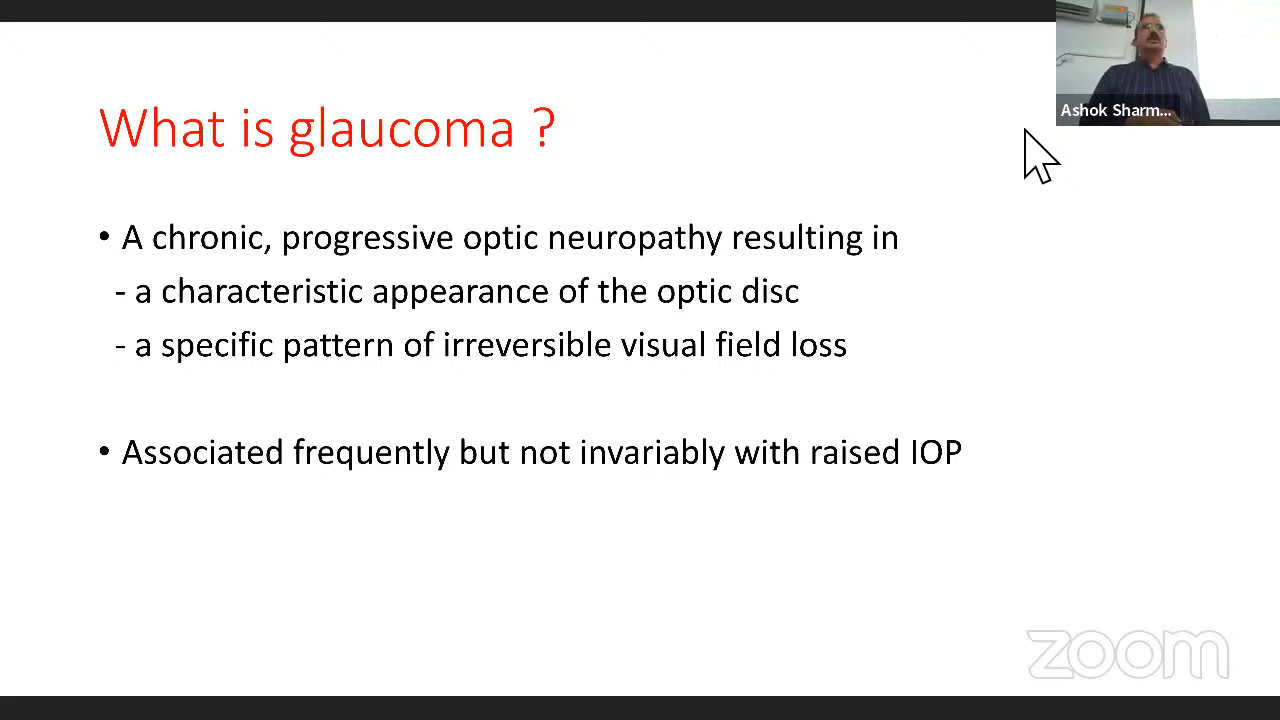 Ashok Sharm...
What is glaucoma ?
• A chronic, progressive optic neuropathy resulting in
- a characteristic appearance of the optic disc
- a specific pattern of irreversible visual field loss
• Associated frequently but not invariably with raised IOP
zoom